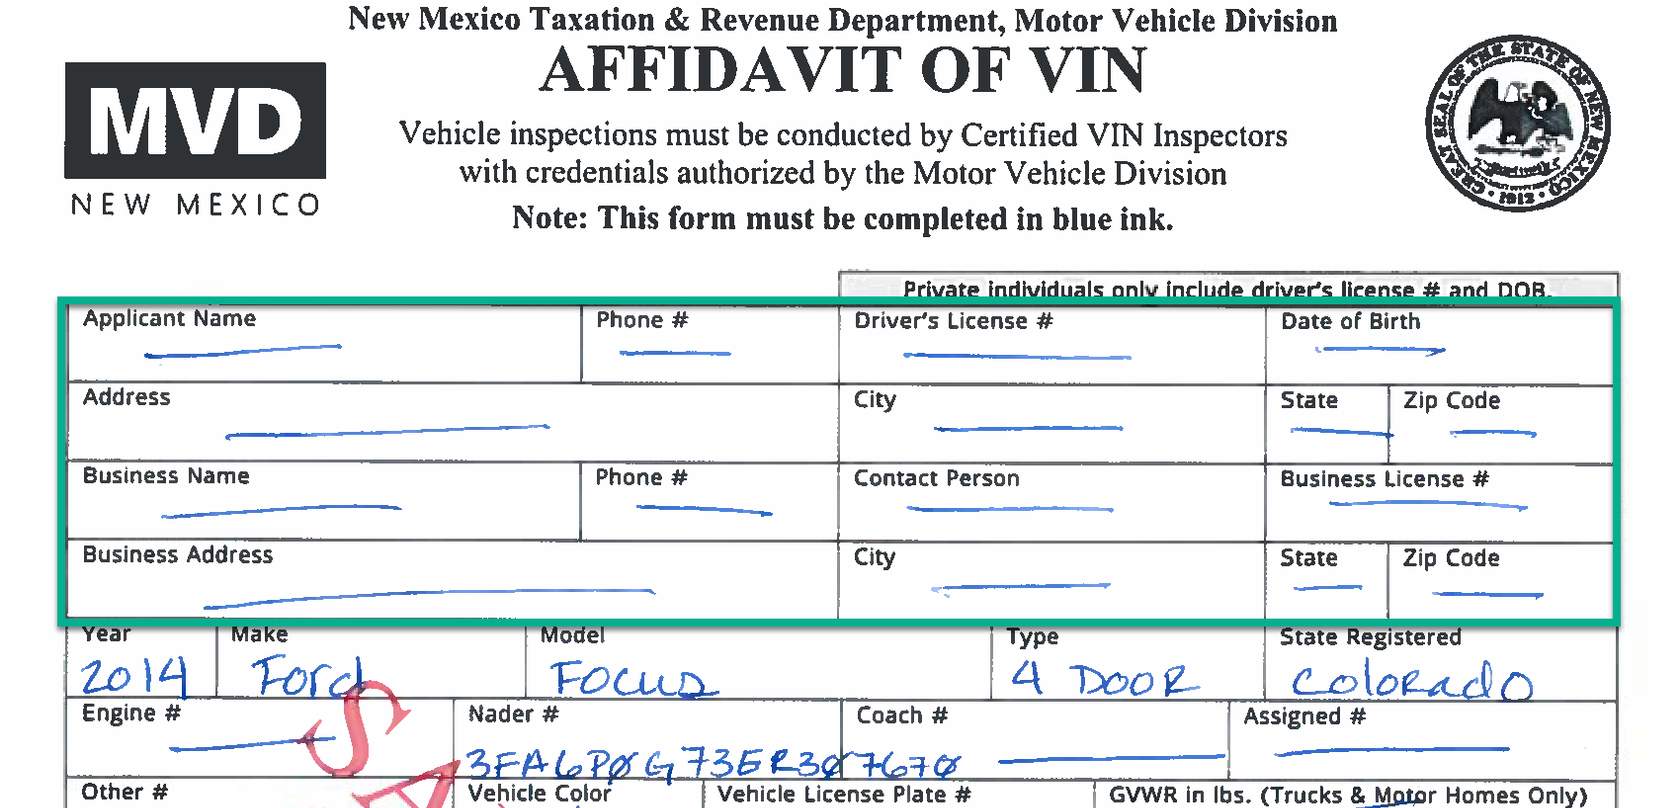 New Mexico Taxation & Revenue Department, Motor Vehicle Division
AFFIDAVIT OF VIN
MVD
NEW MEXICO
Vehicle inspections must be conducted by Certified VIN Inspectors
with credentials authorized by the Motor Vehicle Division
Note: This form must be completed in blue ink.
GREAT SEAL OF THE STATE OF NEW MEXICO • 1912 •
Private individuals only include driver's license # and DOB.
Applicant Name Phone # Driver's License # Date of Birth
Address City State Zip Code
Business Name Phone # Contact Person Business License #
Business Address City State Zip Code
Year Make Model Type State Registered
2014 Ford Focus 4 DOOR Colorado
Engine # Nader # Coach # Assigned #
3FA6P0G73ER307670
Other # Vehicle Color Vehicle License Plate # GVWR in lbs. (Trucks & Motor Homes Only)
SA